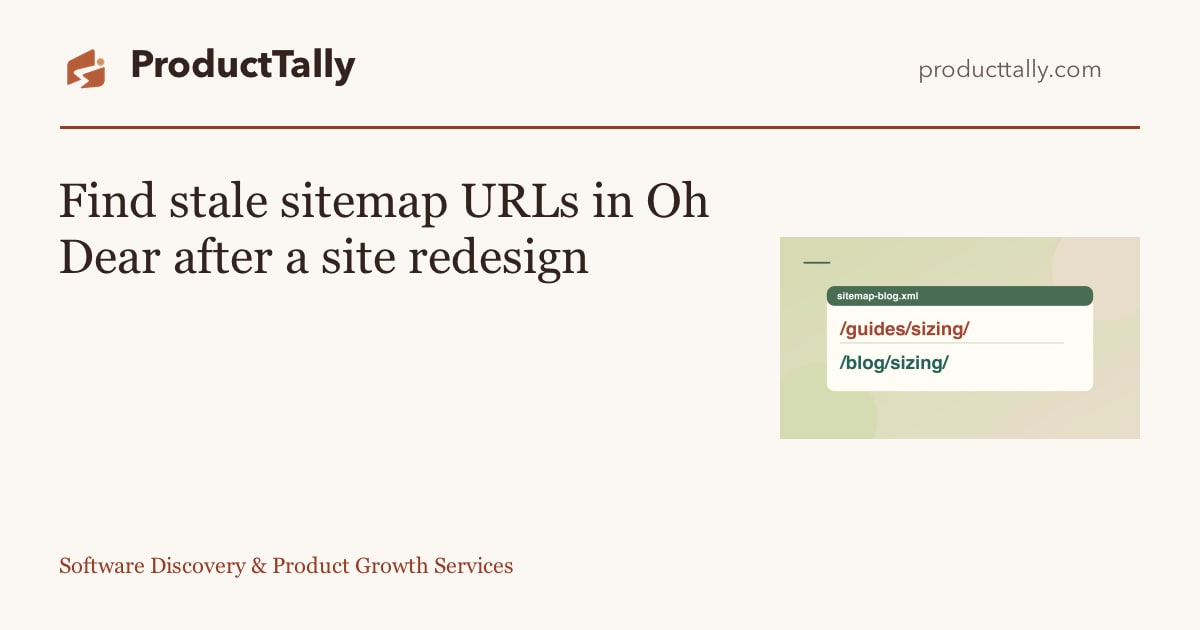 ProductTally
producttally.com
Find stale sitemap URLs in Oh
Dear after a site redesign
sitemap-blog.xml
/guides/sizing/
/blog/sizing/
Software Discovery & Product Growth Services